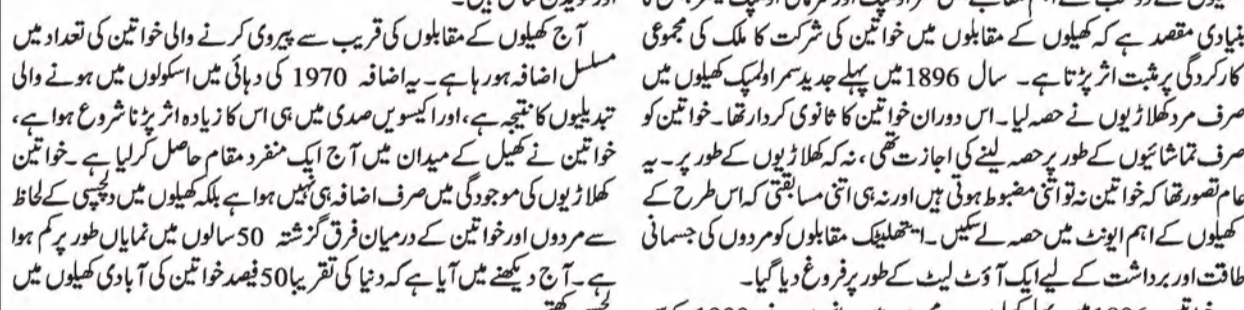 بنیادی مقصد ہے کہ کھیلوں کے مقابلوں میں خواتین کی شرکت کا ملک کی مجموعی
کارکردگی پر مثبت اثر پڑتا ہے۔ سال 1896 میں پہلے جدید سمر اولمپک کھیلوں میں
صرف مرد کھلاڑیوں نے حصہ لیا۔ اس دوران خواتین کا ثانوی کردار تھا۔ خواتین کو
صرف تماشائیوں کے طور پر حصہ لینے کی اجازت تھی، نہ کہ کھلاڑیوں کے طور پر۔ یہ
عام تصور تھا کہ خواتین نہ تو اتنی مضبوط ہوتی ہیں اور نہ ہی اتنی مسابقتی کہ اس طرح کے
کھیلوں کے اہم ایونٹ میں حصہ لے سکیں۔ ایتھلیٹک مقابلوں کو مردوں کی جسمانی
طاقت اور برداشت کے لیے ایک آؤٹ لیٹ کے طور پر فروغ دیا گیا۔
آج کھیلوں کے مقابلوں کی قریب سے پیروی کرنے والی خواتین کی تعداد میں
مسلسل اضافہ ہو رہا ہے۔ یہ اضافہ 1970 کی دہائی میں اسکولوں میں ہونے والی
تبدیلیوں کا نتیجہ ہے، اور اکیسویں صدی میں ہی اس کا زیادہ اثر پڑنا شروع ہوا ہے،
خواتین نے کھیل کے میدان میں آج ایک منفرد مقام حاصل کر لیا ہے۔ خواتین
کھلاڑیوں کی موجودگی میں صرف اضافہ ہی نہیں ہوا ہے بلکہ کھیلوں میں دلچسپی کے لحاظ
سے مردوں اور خواتین کے درمیان فرق گزشتہ 50 سالوں میں نمایاں طور پر کم ہوا
ہے۔ آج دیکھنے میں آیا ہے کہ دنیا کی تقریبا 50 فیصد خواتین کی آبادی کھیلوں میں